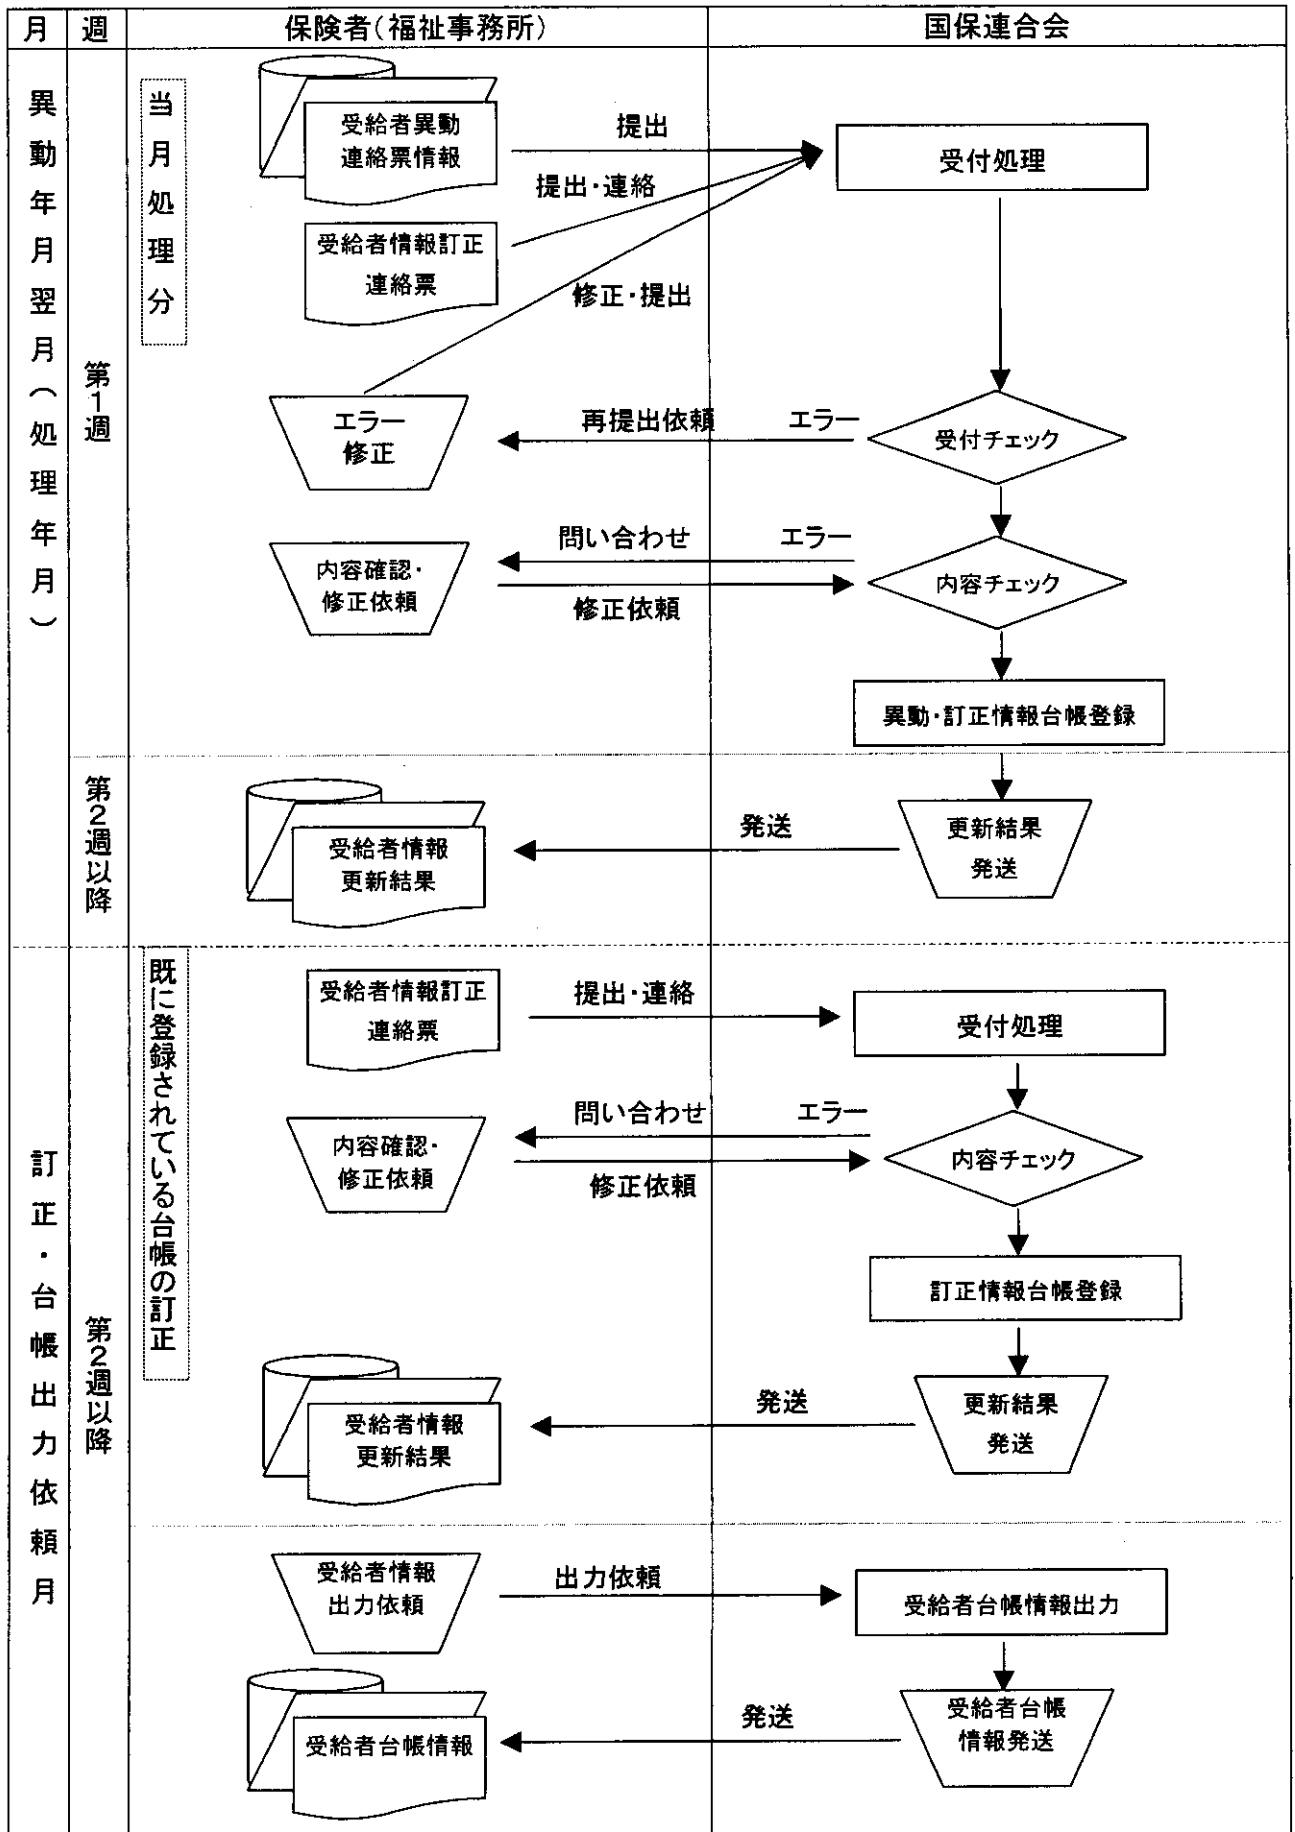 月
週
保険者(福祉事務所)
国保連合会
異動年月翌月(処理年月)
第1週
当月処理分
受給者異動
連絡票情報
提出
受付処理
提出・連絡
受給者情報訂正
連絡票
修正・提出
エラー
修正
再提出依頼
エラー
受付チェック
問い合わせ
エラー
内容確認・
修正依頼
修正依頼
内容チェック
異動・訂正情報台帳登録
第2週以降
受給者情報
更新結果
発送
更新結果
発送
訂正・台帳出力依頼月
第2週以降
既に登録されている台帳の訂正
受給者情報訂正
連絡票
提出・連絡
受付処理
問い合わせ
エラー
内容確認・
修正依頼
修正依頼
内容チェック
訂正情報台帳登録
受給者情報
更新結果
発送
更新結果
発送
受給者情報
出力依頼
出力依頼
受給者台帳情報出力
受給者台帳情報
発送
受給者台帳
情報発送